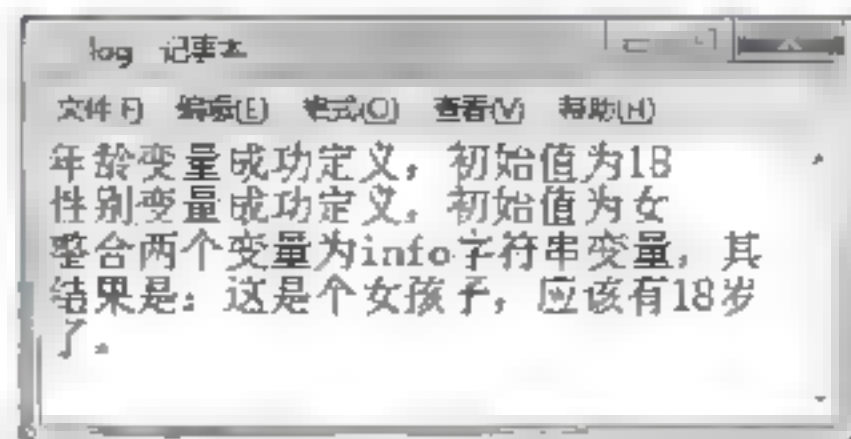 log 记事本
文件(F) 编辑(E) 格式(O) 查看(V) 帮助(H)
年龄变量成功定义，初始值为18
性别变量成功定义，初始值为女
整合两个变量为info字符串变量，其
结果是：这是个女孩子，应该有18岁
了。